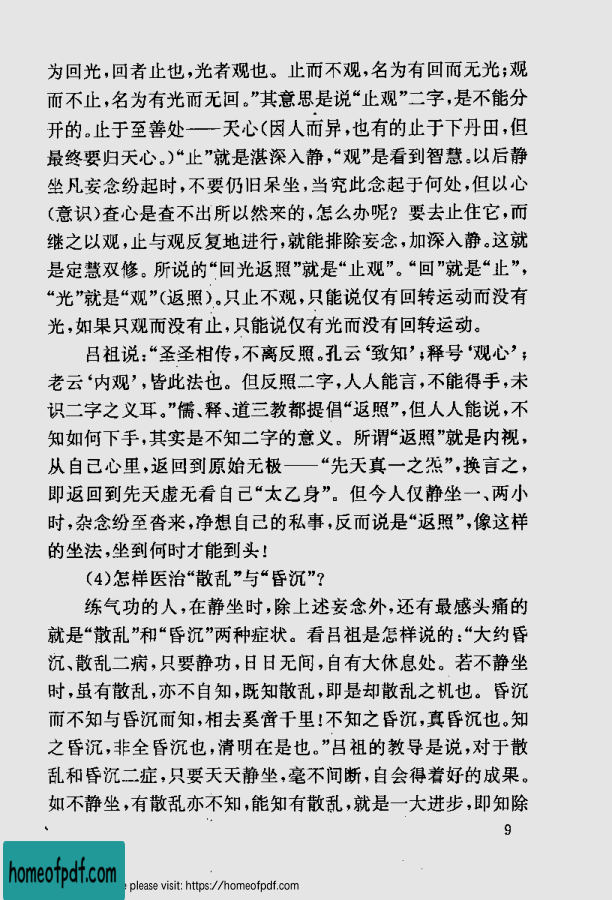 为回光,回者止也,光者观也。止而不观,名为有回而无光;观
而不止,名为有光而无回。”其意思是说“止观”二字,是不能分
开的。止于至善处——天心(因人而异,也有的止于下丹田,但
最终要归天心。)“止”就是湛深入静,“观”是看到智慧。以后静
坐凡妄念纷起时,不要仍旧呆坐,当究此念起于何处,但以心
(意识)查心是查不出所以然来的,怎么办呢?要去止住它,而
继之以观,止与观反复地进行,就能排除妄念,加深入静。这就
是定慧双修。所说的“回光返照”就是“止观”。“回”就是“止”,
“光”就是“观”(返照)。只止不观,只能说仅有回转运动而没有
光,如果只观而没有止,只能说仅有光而没有回转运动。
吕祖说:“圣圣相传,不离反照。孔云‘致知’;释号‘观心’;
老云‘内观’,皆此法也。但反照二字,人人能言,不能得手,未
识二字之义耳。”儒、释、道三教都提倡“返照”,但人人能说,不
知如何下手,其实是不知二字的意义。所谓“返照”就是内视,
从自己心里,返回到原始无极——“先天真一之炁”,换言之,
即返回到先天虚无看自己“太乙身”。但今人仅静坐一、两小
时,杂念纷至沓来,净想自己的私事,反而说是“返照”,像这样
的坐法,坐到何时才能到头!
(4)怎样医治“散乱”与“昏沉”?
练气功的人,在静坐时,除上述妄念外,还有最感头痛的
就是“散乱”和“昏沉”两种症状。看吕祖是怎样说的:“大约昏
沉、散乱二病,只要静功,日日无间,自有大休息处。若不静坐
时,虽有散乱,亦不自知,既知散乱,即是却散乱之机也。昏沉
而不知与昏沉而知,相去奚啻千里!不知之昏沉,真昏沉也。知
之昏沉,非全昏沉也,清明在是也。”吕祖的教导是说,对于散
乱和昏沉二症,只要天天静坐,毫不间断,自会得着好的成果。
如不静坐,有散乱亦不知,能知有散乱,就是一大进步,即知除
9
homeofpdf.com
please visit: https://homeofpdf.com